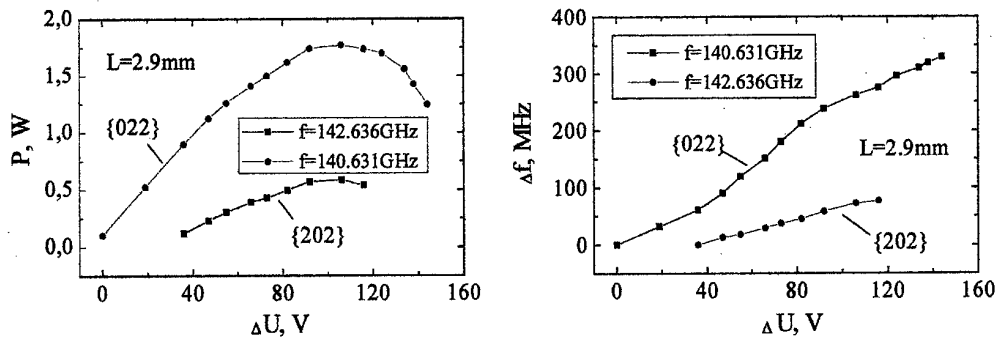 2,0
1,5
1,0
0,5
0,0
P, W
L=2.9mm
{022}
f=142.636GHz
f=140.631GHz
{202}
0
40
80
120
160
ΔU, V
400
300
200
100
0
Δf, MHz
f=140.631GHz
f=142.636GHz
{022}
L=2.9mm
{202}
0
40
80
120
160
ΔU, V